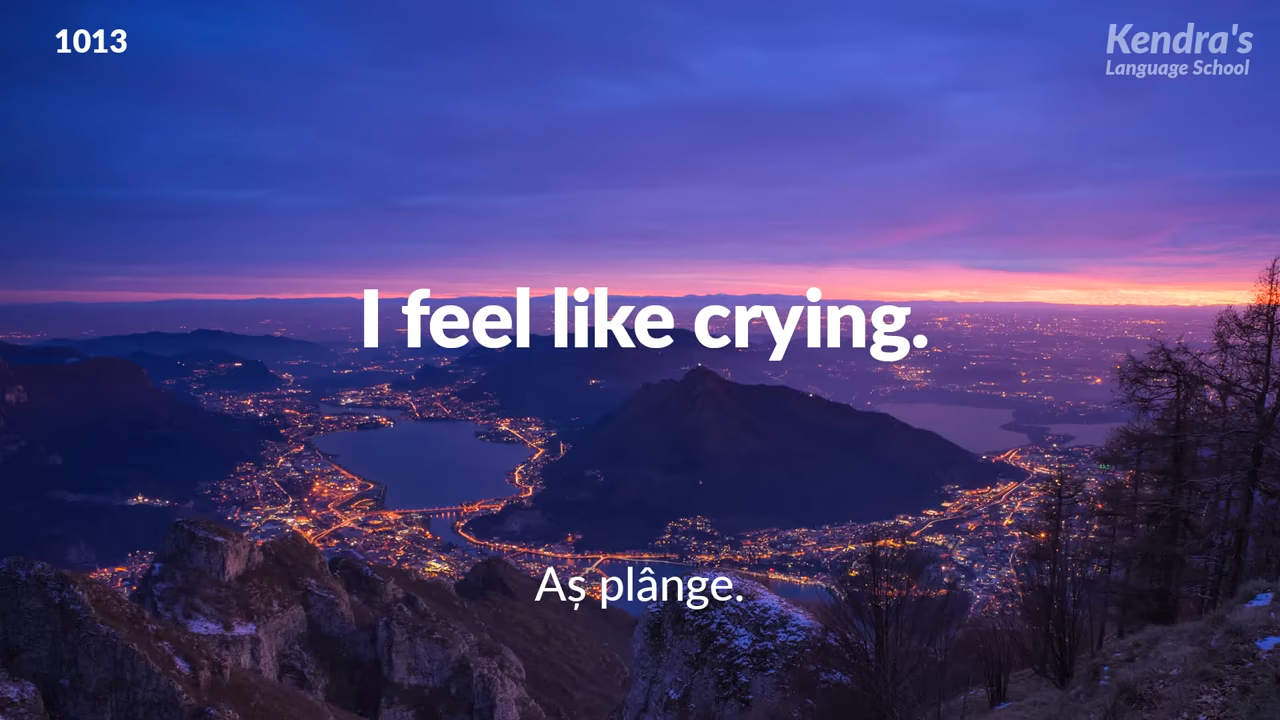 1013
Kendra's
Language School
I feel like crying.
Aș plânge.